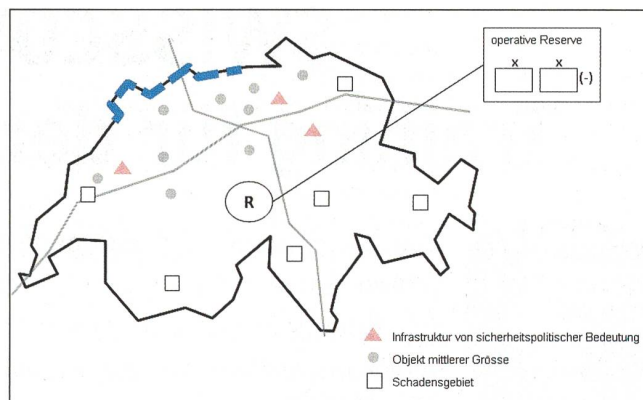 operative Reserve
x x
(-)
R
Infrastruktur von sicherheitspolitischer Bedeutung
Objekt mittlerer Grösse
Schadensgebiet